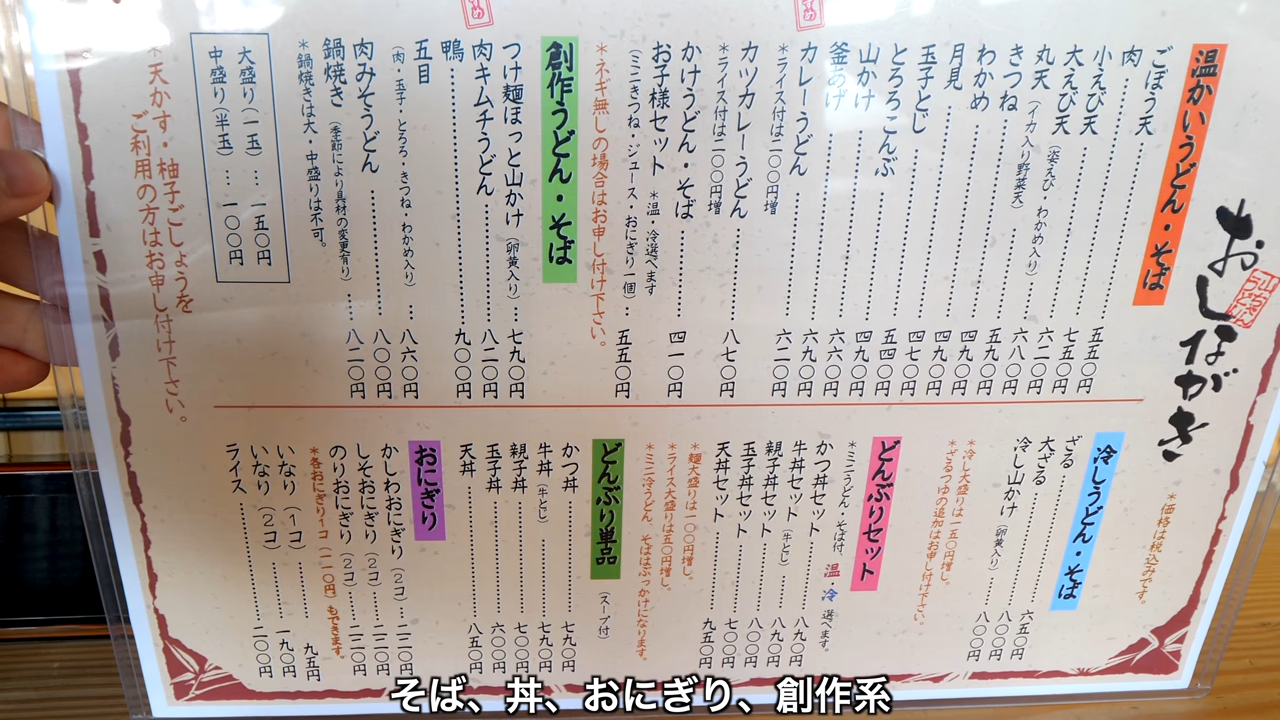 おしながき
山ちゃんうどん
*価格は税込みです。
温かいうどん・そば
ごぼう天 五五〇円
肉 七五〇円
小えび天 六二〇円
大えび天 (姿えび わかめ入り) 六八〇円
丸天 (イカ入り野菜天) 五九〇円
きつね 四九〇円
わかめ 四九〇円
月見 四七〇円
玉子とじ 五四〇円
とろろこんぶ 四九〇円
山かけ 六六〇円
釜あげ 六九〇円
カレーうどん 六二〇円
*ライス付は二〇〇円増
カツカレーうどん 八七〇円
*ライス付は二〇〇円増
かけうどん・そば 四一〇円
お子様セット *温・冷選べます
(ミニきつね・ジュース・おにぎり一個) 五五〇円
*ネギ無しの場合はお申し付け下さい。
創作うどん・そば
つけ麺ほっと山かけ (卵黄入り) 七九〇円
肉キムチうどん 八二〇円
鴨 九〇〇円
五目
(肉・玉子・とろろ・きつね・わかめ入り) 八六〇円
肉みそうどん 八〇〇円
鍋焼き (季節により具材の変更有り) 八二〇円
*鍋焼きは大・中盛りは不可。
大盛り(一玉) … 一五〇円
中盛り(半玉) … 一〇〇円
*天かす・柚子ごしょうを
ご利用の方はお申し付け下さい。
冷しうどん・そば
ざる 六五〇円
大ざる 八〇〇円
冷し山かけ (卵黄入り) 八〇〇円
*冷し大盛りは一五〇円増し。
*ざるつゆの追加はお申し付け下さい。
どんぶりセット
*ミニうどん・そば付、温 冷 選べます。
かつ丼セット 八九〇円
牛丼セット (牛とじ) 八九〇円
親子丼セット 八〇〇円
玉子丼セット 七〇〇円
天丼セット 九五〇円
*麺大盛りは一〇〇円増し。
*ライス大盛りは五〇円増し。
*ミニ冷うどん、そばはぶっかけになります。
どんぶり単品 (スープ付)
かつ丼 七九〇円
牛丼 (牛とじ) 七九〇円
親子丼 七〇〇円
玉子丼 六〇〇円
天丼 八五〇円
おにぎり
かしわおにぎり (2コ) 二二〇円
しそおにぎり (2コ) 二二〇円
のりおにぎり (2コ) 二二〇円
*各おにぎり1コ (一一〇円) もできます。
いなり (1コ) 九五円
いなり (2コ) 一九〇円
ライス 二〇〇円
そば、丼、おにぎり、創作系